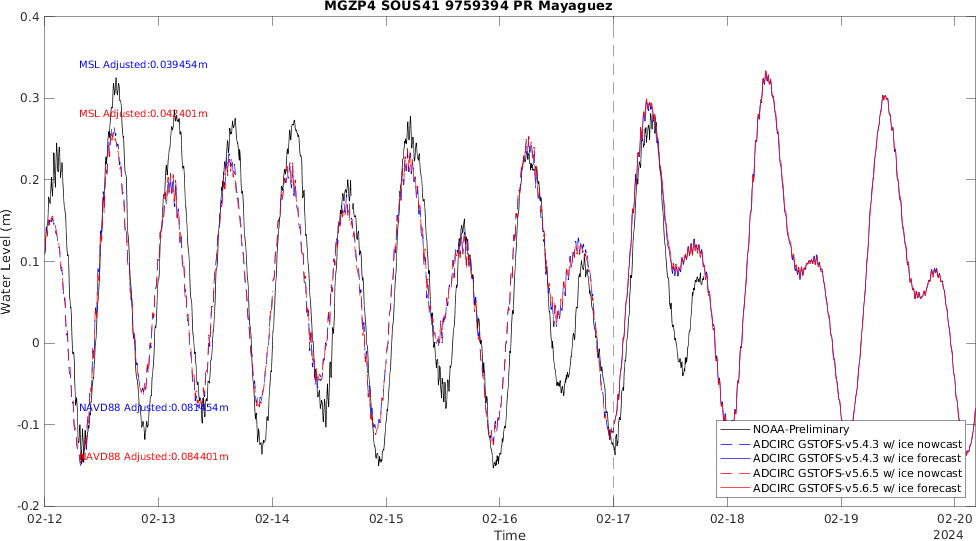 MGZP4 SOUS41 9759394 PR Mayaguez
0.4
0.3
0.2
0.1
0
-0.1
-0.2
Water Level (m)
MSL Adjusted:0.039454m
MSL Adjusted:0.042401m
NAVD88 Adjusted:0.081454m
NAVD88 Adjusted:0.084401m
NOAA-Preliminary
ADCIRC GSTOFS-v5.4.3 w/ ice nowcast
ADCIRC GSTOFS-v5.4.3 w/ ice forecast
ADCIRC GSTOFS-v5.6.5 w/ ice nowcast
ADCIRC GSTOFS-v5.6.5 w/ ice forecast
02-12 02-13 02-14 02-15 02-16 02-17 02-18 02-19 02-20
Time
2024